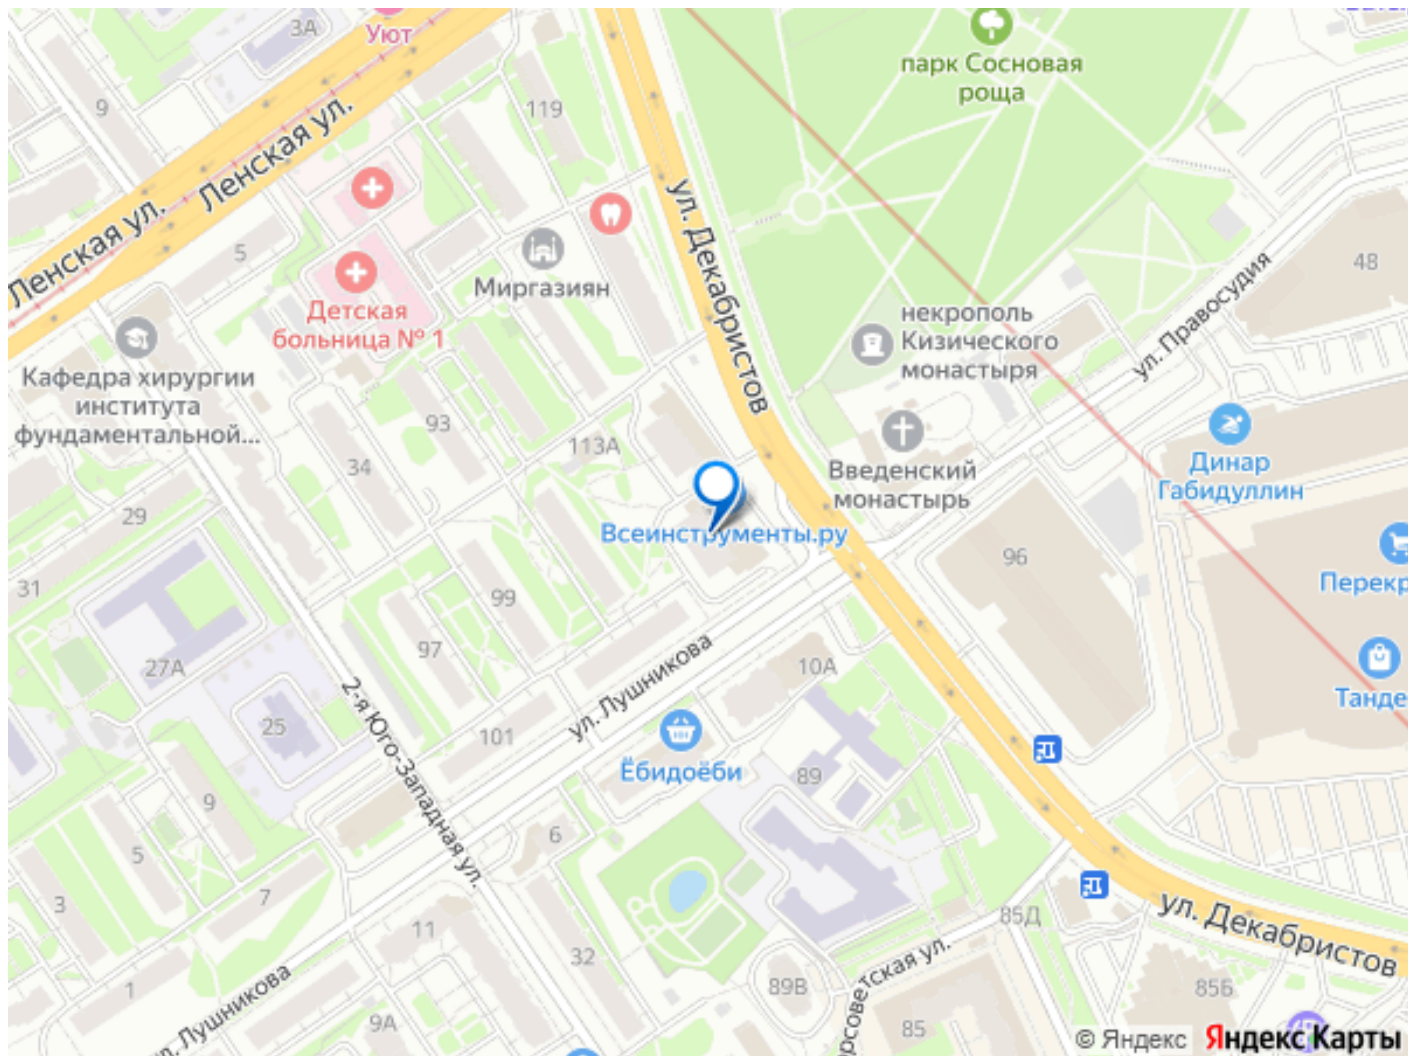 3А
Уют
парк Сосновая
роща
9
119
Ленская ул.
Ленская ул.
ул. Декабристов
5
Миргазиян
Детская
больница № 1
48
ул. Правосудия
некрополь
Кизического
монастыря
Кафедра хирургии
института
фундаментальной...
93
113А
34
Введенский
монастырь
Динар
Габидуллин
29
Всеинструменты.ру
96
31
99
Перекр
97
27А
10А
ул. Лушникова
2-я Юго-Западная ул.
Танде
25
101
Ёбидоёби
89
9
6
5
7
3
11
85Д
ул. Декабристов
32
1
89В
85Б
9А
85
ул. Лушникова
рсоветская ул.
© Яндекс Яндекс Карты